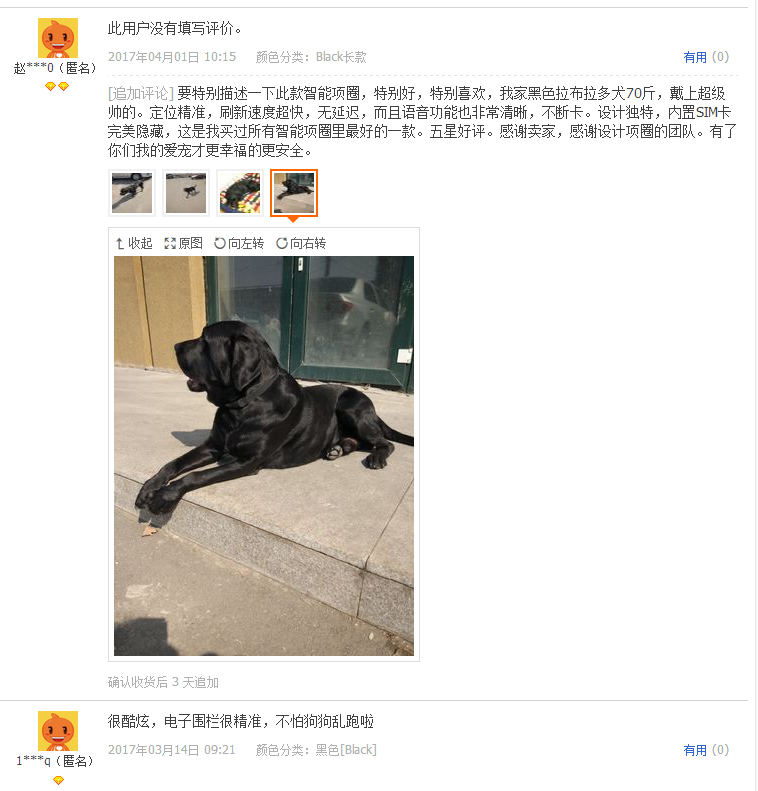 此用户没有填写评价。
赵***0（匿名）
2017年04月01日 10:15 颜色分类：Black长款 有用 (0)
[追加评论] 要特别描述一下此款智能项圈，特别好，特别喜欢，我家黑色拉布拉多犬70斤，戴上超级
帅的。定位精准，刷新速度超快，无延迟，而且语音功能也非常清晰，不断卡。设计独特，内置SIM卡
完美隐藏，这是我买过所有智能项圈里最好的一款。五星好评。感谢卖家，感谢设计项圈的团队。有了
你们我的爱宠才更幸福的更安全。
收起 原图 向左转 向右转
确认收货后 3 天追加
很酷炫，电子围栏很精准，不怕狗狗乱跑啦
1***q（匿名）
2017年03月14日 09:21 颜色分类：黑色[Black] 有用 (0)